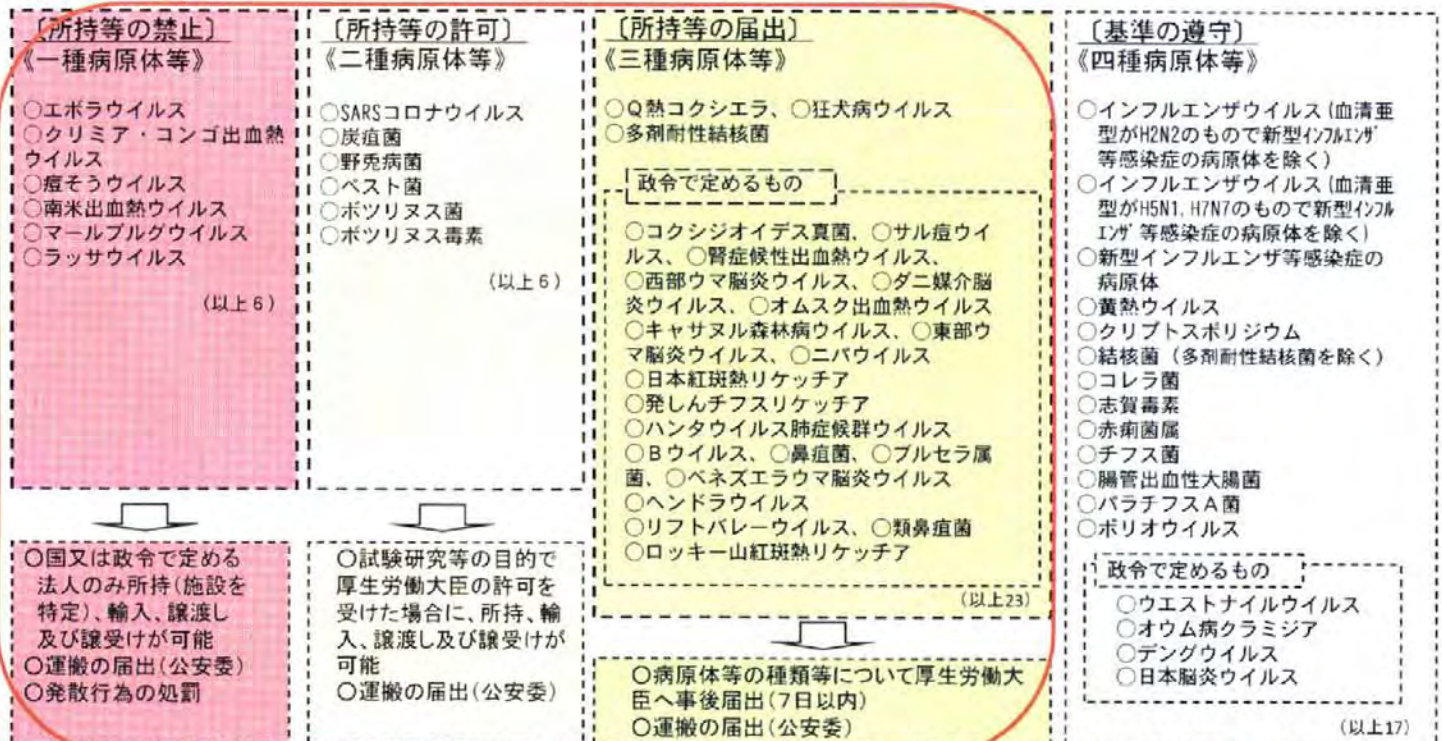 〔所持等の禁止〕
《一種病原体等》
○エボラウイルス
○クリミア・コンゴ出血熱
ウイルス
○痘そうウイルス
○南米出血熱ウイルス
○マールブルグウイルス
○ラッサウイルス
(以上6)
○国又は政令で定める
法人のみ所持(施設を
特定)、輸入、譲渡し
及び譲受けが可能
○運搬の届出(公安委)
○発散行為の処罰
〔所持等の許可〕
《二種病原体等》
○SARSコロナウイルス
○炭疽菌
○野兎病菌
○ペスト菌
○ボツリヌス菌
○ボツリヌス毒素
(以上6)
○試験研究等の目的で
厚生労働大臣の許可を
受けた場合に、所持、輸
入、譲渡し及び譲受けが
可能
○運搬の届出(公安委)
〔所持等の届出〕
《三種病原体等》
○Q熱コクシエラ、○狂犬病ウイルス
○多剤耐性結核菌
政令で定めるもの
○コクシジオイデス真菌、○サル痘ウイ
ルス、○腎症候性出血熱ウイルス、
○西部ウマ脳炎ウイルス、○ダニ媒介脳
炎ウイルス、○オムスク出血熱ウイルス
○キャサヌル森林病ウイルス、○東部ウ
マ脳炎ウイルス、○ニパウイルス
○日本紅斑熱リケッチア
○発しんチフスリケッチア
○ハンタウイルス肺症候群ウイルス
○Bウイルス、○鼻疽菌、○ブルセラ属
菌、○ベネズエラウマ脳炎ウイルス
○ヘンドラウイルス
○リフトバレーウイルス、○類鼻疽菌
○ロッキー山紅斑熱リケッチア
(以上23)
○病原体等の種類等について厚生労働大
臣へ事後届出(7日以内)
○運搬の届出(公安委)
〔基準の遵守〕
《四種病原体等》
○インフルエンザウイルス(血清亜
型がH2N2のもので新型インフルエンザ
等感染症の病原体を除く)
○インフルエンザウイルス(血清亜
型がH5N1, H7N7のもので新型インフル
エンザ等感染症の病原体を除く)
○新型インフルエンザ等感染症の
病原体
○黄熱ウイルス
○クリプトスポリジウム
○結核菌(多剤耐性結核菌を除く)
○コレラ菌
○志賀毒素
○赤痢菌属
○チフス菌
○腸管出血性大腸菌
○パラチフスA菌
○ポリオウイルス
政令で定めるもの
○ウエストナイルウイルス
○オウム病クラミジア
○デングウイルス
○日本脳炎ウイルス
(以上17)